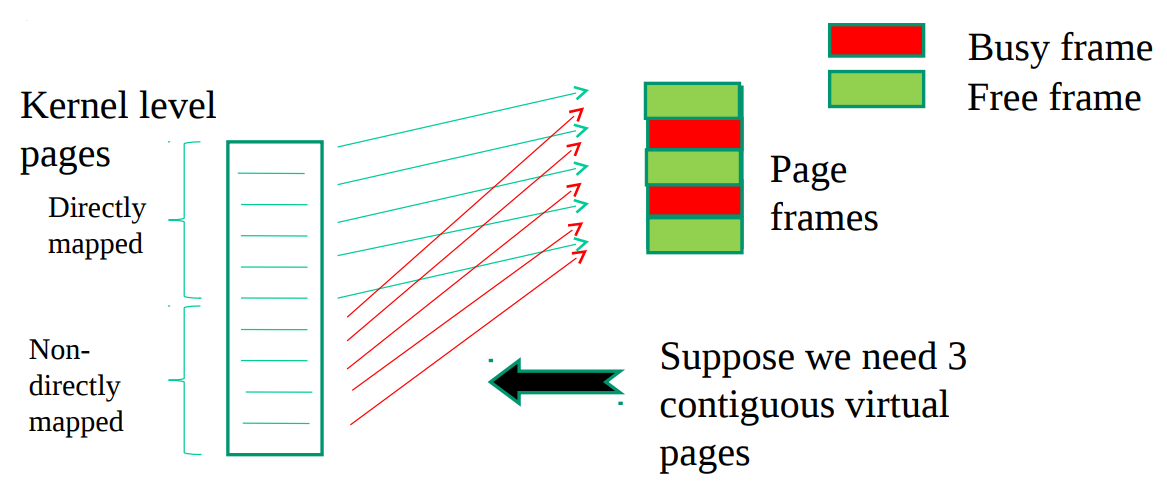 Kernel level
pages
Directly
mapped
Non-
directly
mapped
Busy frame
Free frame
Page
frames
Suppose we need 3
contiguous virtual
pages